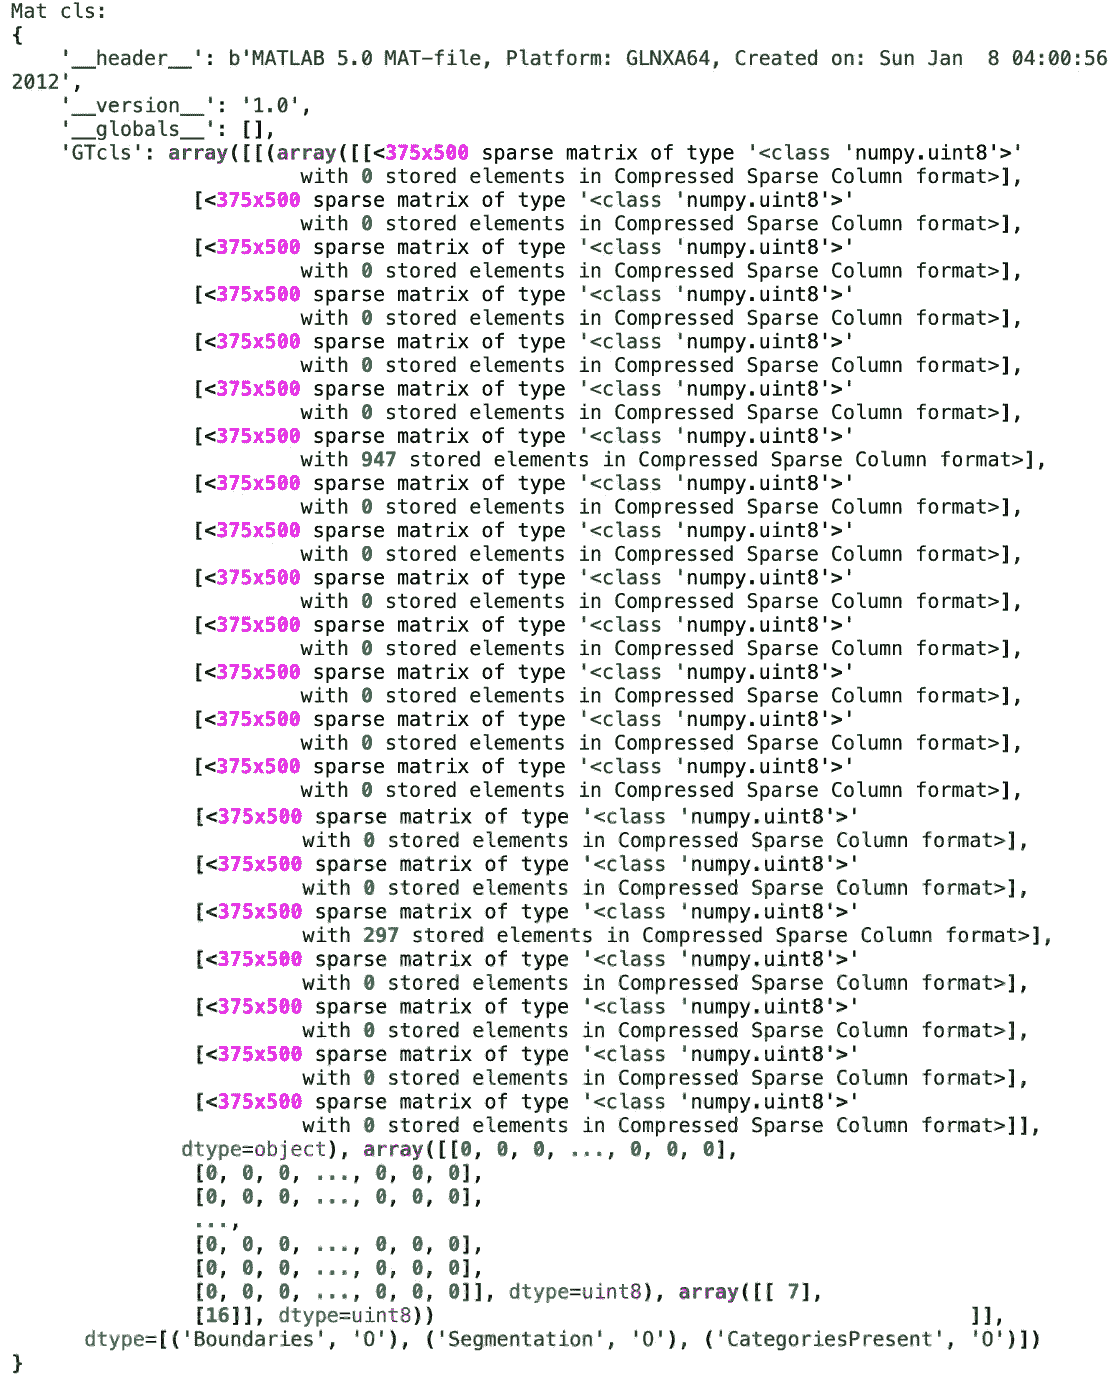 Mat cls:
{
    '__header__': b'MATLAB 5.0 MAT-file, Platform: GLNXA64, Created on: Sun Jan  8 04:00:56
2012',
    '__version__': '1.0',
    '__globals__': [],
    'GTcls': array([[(array([[<375x500 sparse matrix of type '<class 'numpy.uint8'>'
with 0 stored elements in Compressed Sparse Column format>],
[<375x500 sparse matrix of type '<class 'numpy.uint8'>'
with 0 stored elements in Compressed Sparse Column format>],
[<375x500 sparse matrix of type '<class 'numpy.uint8'>'
with 0 stored elements in Compressed Sparse Column format>],
[<375x500 sparse matrix of type '<class 'numpy.uint8'>'
with 0 stored elements in Compressed Sparse Column format>],
[<375x500 sparse matrix of type '<class 'numpy.uint8'>'
with 0 stored elements in Compressed Sparse Column format>],
[<375x500 sparse matrix of type '<class 'numpy.uint8'>'
with 0 stored elements in Compressed Sparse Column format>],
[<375x500 sparse matrix of type '<class 'numpy.uint8'>'
with 947 stored elements in Compressed Sparse Column format>],
[<375x500 sparse matrix of type '<class 'numpy.uint8'>'
with 0 stored elements in Compressed Sparse Column format>],
[<375x500 sparse matrix of type '<class 'numpy.uint8'>'
with 0 stored elements in Compressed Sparse Column format>],
[<375x500 sparse matrix of type '<class 'numpy.uint8'>'
with 0 stored elements in Compressed Sparse Column format>],
[<375x500 sparse matrix of type '<class 'numpy.uint8'>'
with 0 stored elements in Compressed Sparse Column format>],
[<375x500 sparse matrix of type '<class 'numpy.uint8'>'
with 0 stored elements in Compressed Sparse Column format>],
[<375x500 sparse matrix of type '<class 'numpy.uint8'>'
with 0 stored elements in Compressed Sparse Column format>],
[<375x500 sparse matrix of type '<class 'numpy.uint8'>'
with 0 stored elements in Compressed Sparse Column format>],
[<375x500 sparse matrix of type '<class 'numpy.uint8'>'
with 0 stored elements in Compressed Sparse Column format>],
[<375x500 sparse matrix of type '<class 'numpy.uint8'>'
with 0 stored elements in Compressed Sparse Column format>],
[<375x500 sparse matrix of type '<class 'numpy.uint8'>'
with 297 stored elements in Compressed Sparse Column format>],
[<375x500 sparse matrix of type '<class 'numpy.uint8'>'
with 0 stored elements in Compressed Sparse Column format>],
[<375x500 sparse matrix of type '<class 'numpy.uint8'>'
with 0 stored elements in Compressed Sparse Column format>],
[<375x500 sparse matrix of type '<class 'numpy.uint8'>'
with 0 stored elements in Compressed Sparse Column format>],
[<375x500 sparse matrix of type '<class 'numpy.uint8'>'
with 0 stored elements in Compressed Sparse Column format>]],
dtype=object), array([[0, 0, 0, ..., 0, 0, 0],
[0, 0, 0, ..., 0, 0, 0],
[0, 0, 0, ..., 0, 0, 0],
...,
[0, 0, 0, ..., 0, 0, 0],
[0, 0, 0, ..., 0, 0, 0],
[0, 0, 0, ..., 0, 0, 0]], dtype=uint8), array([[ 7],
[16]], dtype=uint8)) ]],
dtype=[('Boundaries', 'O'), ('Segmentation', 'O'), ('CategoriesPresent', 'O')])
}